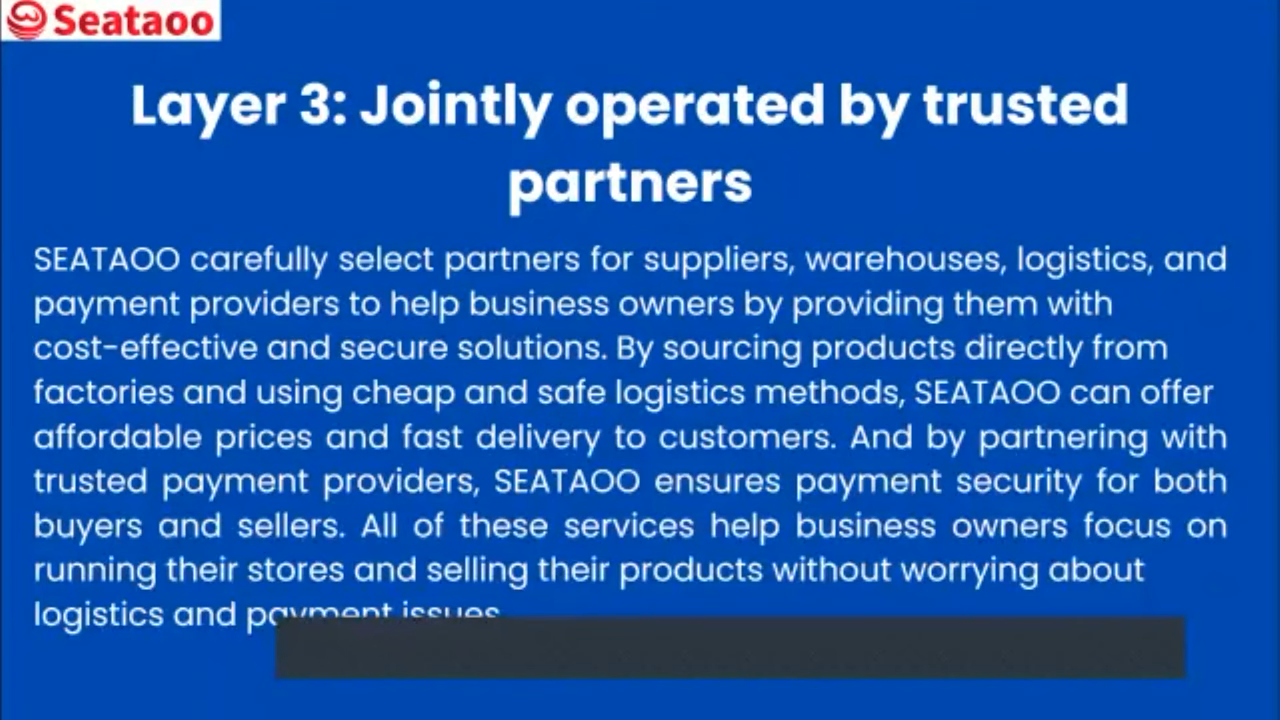 Seataoo
Layer 3: Jointly operated by trusted
partners
SEATAOO carefully select partners for suppliers, warehouses, logistics, and
payment providers to help business owners by providing them with
cost-effective and secure solutions. By sourcing products directly from
factories and using cheap and safe logistics methods, SEATAOO can offer
affordable prices and fast delivery to customers. And by partnering with
trusted payment providers, SEATAOO ensures payment security for both
buyers and sellers. All of these services help business owners focus on
running their stores and selling their products without worrying about
logistics and payment issues